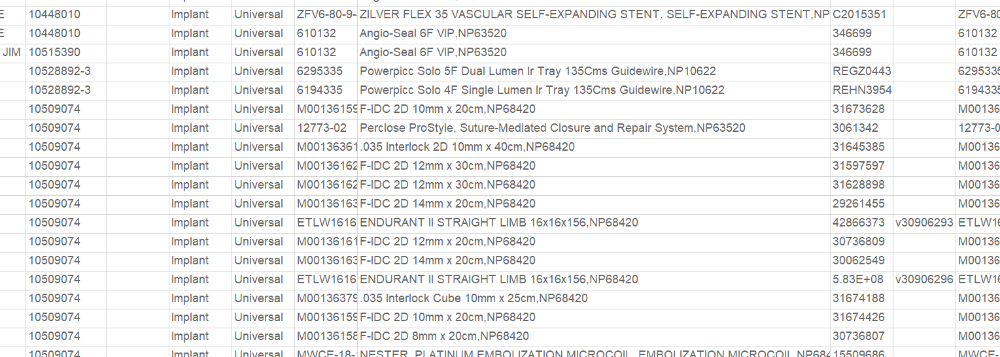 E 10448010 Implant Universal ZFV6-80-9- ZILVER FLEX 35 VASCULAR SELF-EXPANDING STENT. SELF-EXPANDING STENT,NP C2015351 ZFV6-80
E 10448010 Implant Universal 610132 Angio-Seal 6F VIP,NP63520 346699 610132
JIM 10515390 Implant Universal 610132 Angio-Seal 6F VIP,NP63520 346699 610132
10528892-3 Implant Universal 6295335 Powerpicc Solo 5F Dual Lumen Ir Tray 135Cms Guidewire,NP10622 REGZ0443 6295335
10528892-3 Implant Universal 6194335 Powerpicc Solo 4F Single Lumen Ir Tray 135Cms Guidewire,NP10622 REHN3954 6194335
10509074 Implant Universal M00136159 F-IDC 2D 10mm x 20cm,NP68420 31673628 M00136
10509074 Implant Universal 12773-02 Perclose ProStyle, Suture-Mediated Closure and Repair System,NP63520 3061342 12773-0
10509074 Implant Universal M00136361 .035 Interlock 2D 10mm x 40cm,NP68420 31645385 M00136
10509074 Implant Universal M00136162 F-IDC 2D 12mm x 30cm,NP68420 31597597 M00136
10509074 Implant Universal M00136162 F-IDC 2D 12mm x 30cm,NP68420 31628898 M00136
10509074 Implant Universal M00136163 F-IDC 2D 14mm x 20cm,NP68420 29261455 M00136
10509074 Implant Universal ETLW1616 ENDURANT II STRAIGHT LIMB 16x16x156,NP68420 42866373 v30906293 ETLW16
10509074 Implant Universal M00136161 F-IDC 2D 12mm x 20cm,NP68420 30736809 M00136
10509074 Implant Universal M00136163 F-IDC 2D 14mm x 20cm,NP68420 30062549 M00136
10509074 Implant Universal ETLW1616 ENDURANT II STRAIGHT LIMB 16x16x156,NP68420 5.83E+08 v30906296 ETLW16
10509074 Implant Universal M00136379 .035 Interlock Cube 10mm x 25cm,NP68420 31674188 M00136
10509074 Implant Universal M00136159 F-IDC 2D 10mm x 20cm,NP68420 31674426 M00136
10509074 Implant Universal M00136158 F-IDC 2D 8mm x 20cm,NP68420 30736807 M00136
10509074 Implant Universal MWCE-18- NESTER PLATINUM EMBOLIZATION MICROCOIL EMBOLIZATION MICROCOIL,NP684 15509686 MWCE-